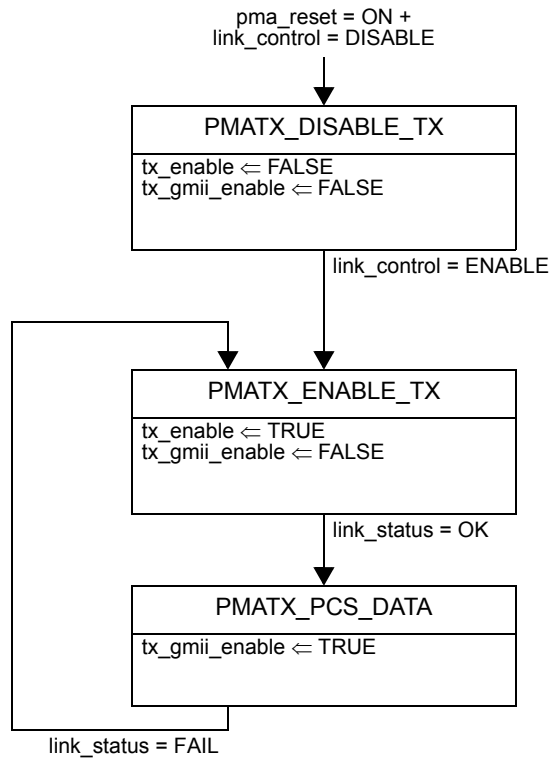 pma_reset = ON +
link_control = DISABLE
PMATX_DISABLE_TX
tx_enable ⇐ FALSE
tx_gmii_enable ⇐ FALSE
link_control = ENABLE
PMATX_ENABLE_TX
tx_enable ⇐ TRUE
tx_gmii_enable ⇐ FALSE
link_status = OK
PMATX_PCS_DATA
tx_gmii_enable ⇐ TRUE
link_status = FAIL